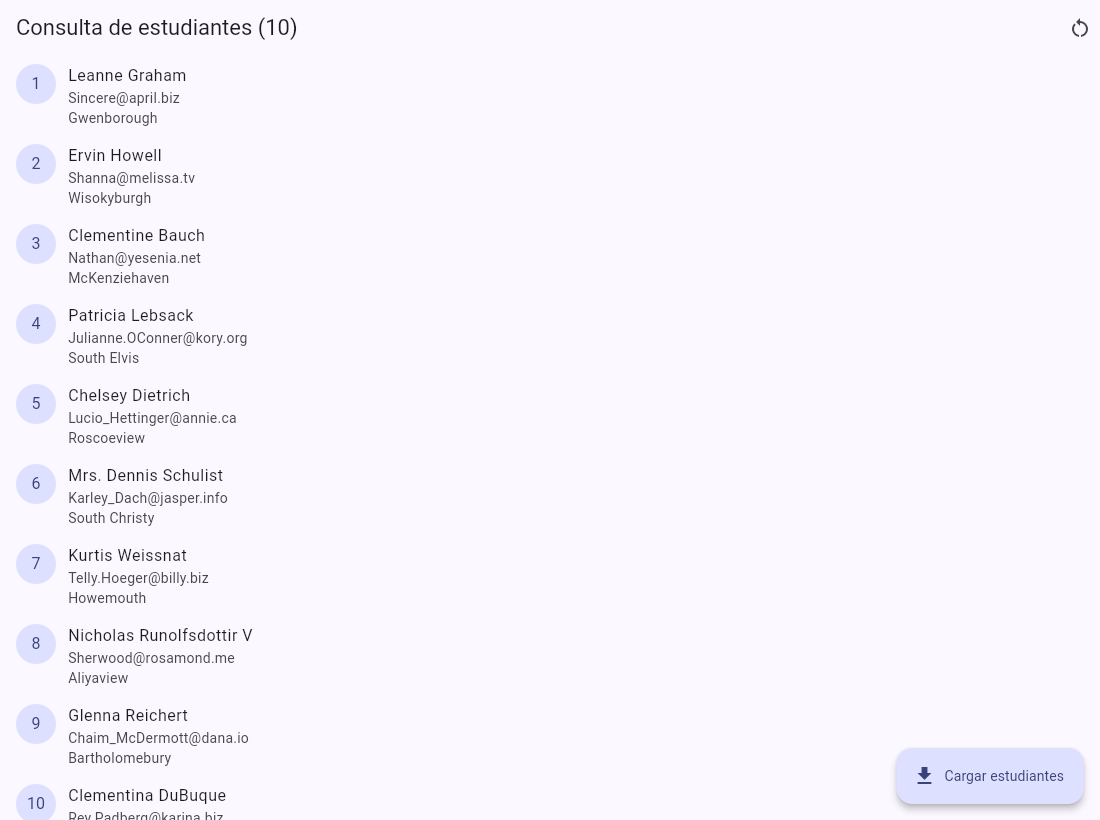 Consulta de estudiantes (10)
1
Leanne Graham
Sincere@april.biz
Gwenborough
2
Ervin Howell
Shanna@melissa.tv
Wisokyburgh
3
Clementine Bauch
Nathan@yesenia.net
McKenziehaven
4
Patricia Lebsack
Julianne.OConner@kory.org
South Elvis
5
Chelsey Dietrich
Lucio_Hettinger@annie.ca
Roscoeview
6
Mrs. Dennis Schulist
Karley_Dach@jasper.info
South Christy
7
Kurtis Weissnat
Telly.Hoeger@billy.biz
Howemouth
8
Nicholas Runolfsdottir V
Sherwood@rosamond.me
Aliyaview
9
Glenna Reichert
Chaim_McDermott@dana.io
Bartholomebury
10
Clementina DuBuque
Rey.Padberg@karina.biz
Cargar estudiantes